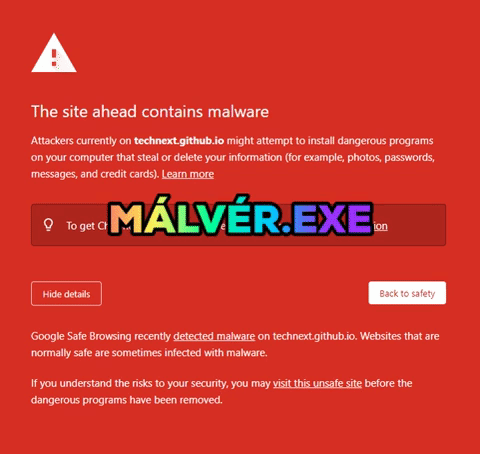 The site ahead contains malware
Attackers currently on technext.github.io might attempt to install dangerous programs
on your computer that steal or delete your information (for example, photos, passwords,
messages, and credit cards). Learn more
To get
MÁLVÉR.EXE
Hide details
Back to safety
Google Safe Browsing recently detected malware on technext.github.io. Websites that are
normally safe are sometimes infected with malware.
If you understand the risks to your security, you may visit this unsafe site before the
dangerous programs have been removed.